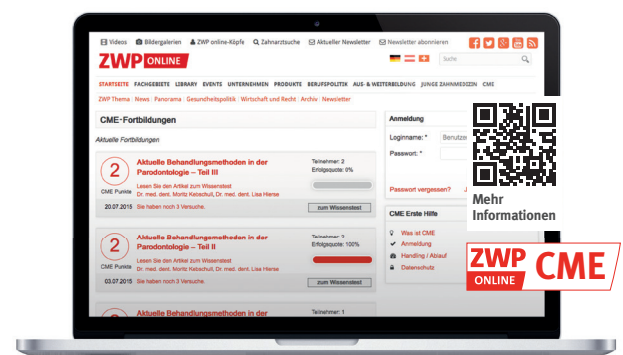 Videos Bildergalerien ZWP online-Köpfe Zahnarztsuche Aktueller Newsletter Newsletter abonnieren
ZWP ONLINE
Suche
STARTSEITE FACHGEBIETE LIBRARY EVENTS UNTERNEHMEN PRODUKTE BERUFSPOLITIK AUS- & WEITERBILDUNG JUNGE ZAHNMEDIZIN CME
ZWP Thema News Panorama Gesundheitspolitik Wirtschaft und Recht Archiv Newsletter
CME-Fortbildungen
Aktuelle Fortbildungen
2
CME Punkte
Aktuelle Behandlungsmethoden in der
Parodontologie – Teil III
Lesen Sie den Artikel zum Wissenstest
Dr. med. dent. Moritz Kebschull, Dr. med. dent. Lisa Hierse
Teilnehmer: 2
Erfolgsquote: 0%
20.07.2015 Sie haben noch 3 Versuche.
zum Wissenstest
2
CME Punkte
Aktuelle Behandlungsmethoden in der
Parodontologie – Teil II
Lesen Sie den Artikel zum Wissenstest
Dr. med. dent. Moritz Kebschull, Dr. med. dent. Lisa Hierse
Teilnehmer: 2
Erfolgsquote: 100%
03.07.2015 Sie haben noch 3 Versuche.
zum Wissenstest
Aktuelle Behandlungsmethoden in der
Teilnehmer: 1
Anmeldung
Loginname: *
Passwort: *
Passwort vergessen?
CME Erste Hilfe
Was ist CME
Anmeldung
Handling / Ablauf
Datenschutz
Mehr
Informationen
ZWP
ONLINE
CME